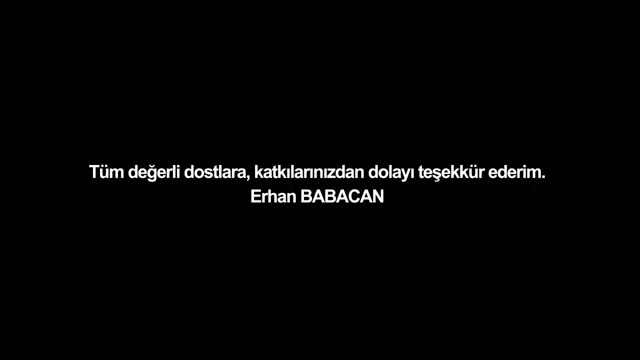 Tüm değerli dostlara, katkılarınızdan dolayı teşekkür ederim.
Erhan BABACAN